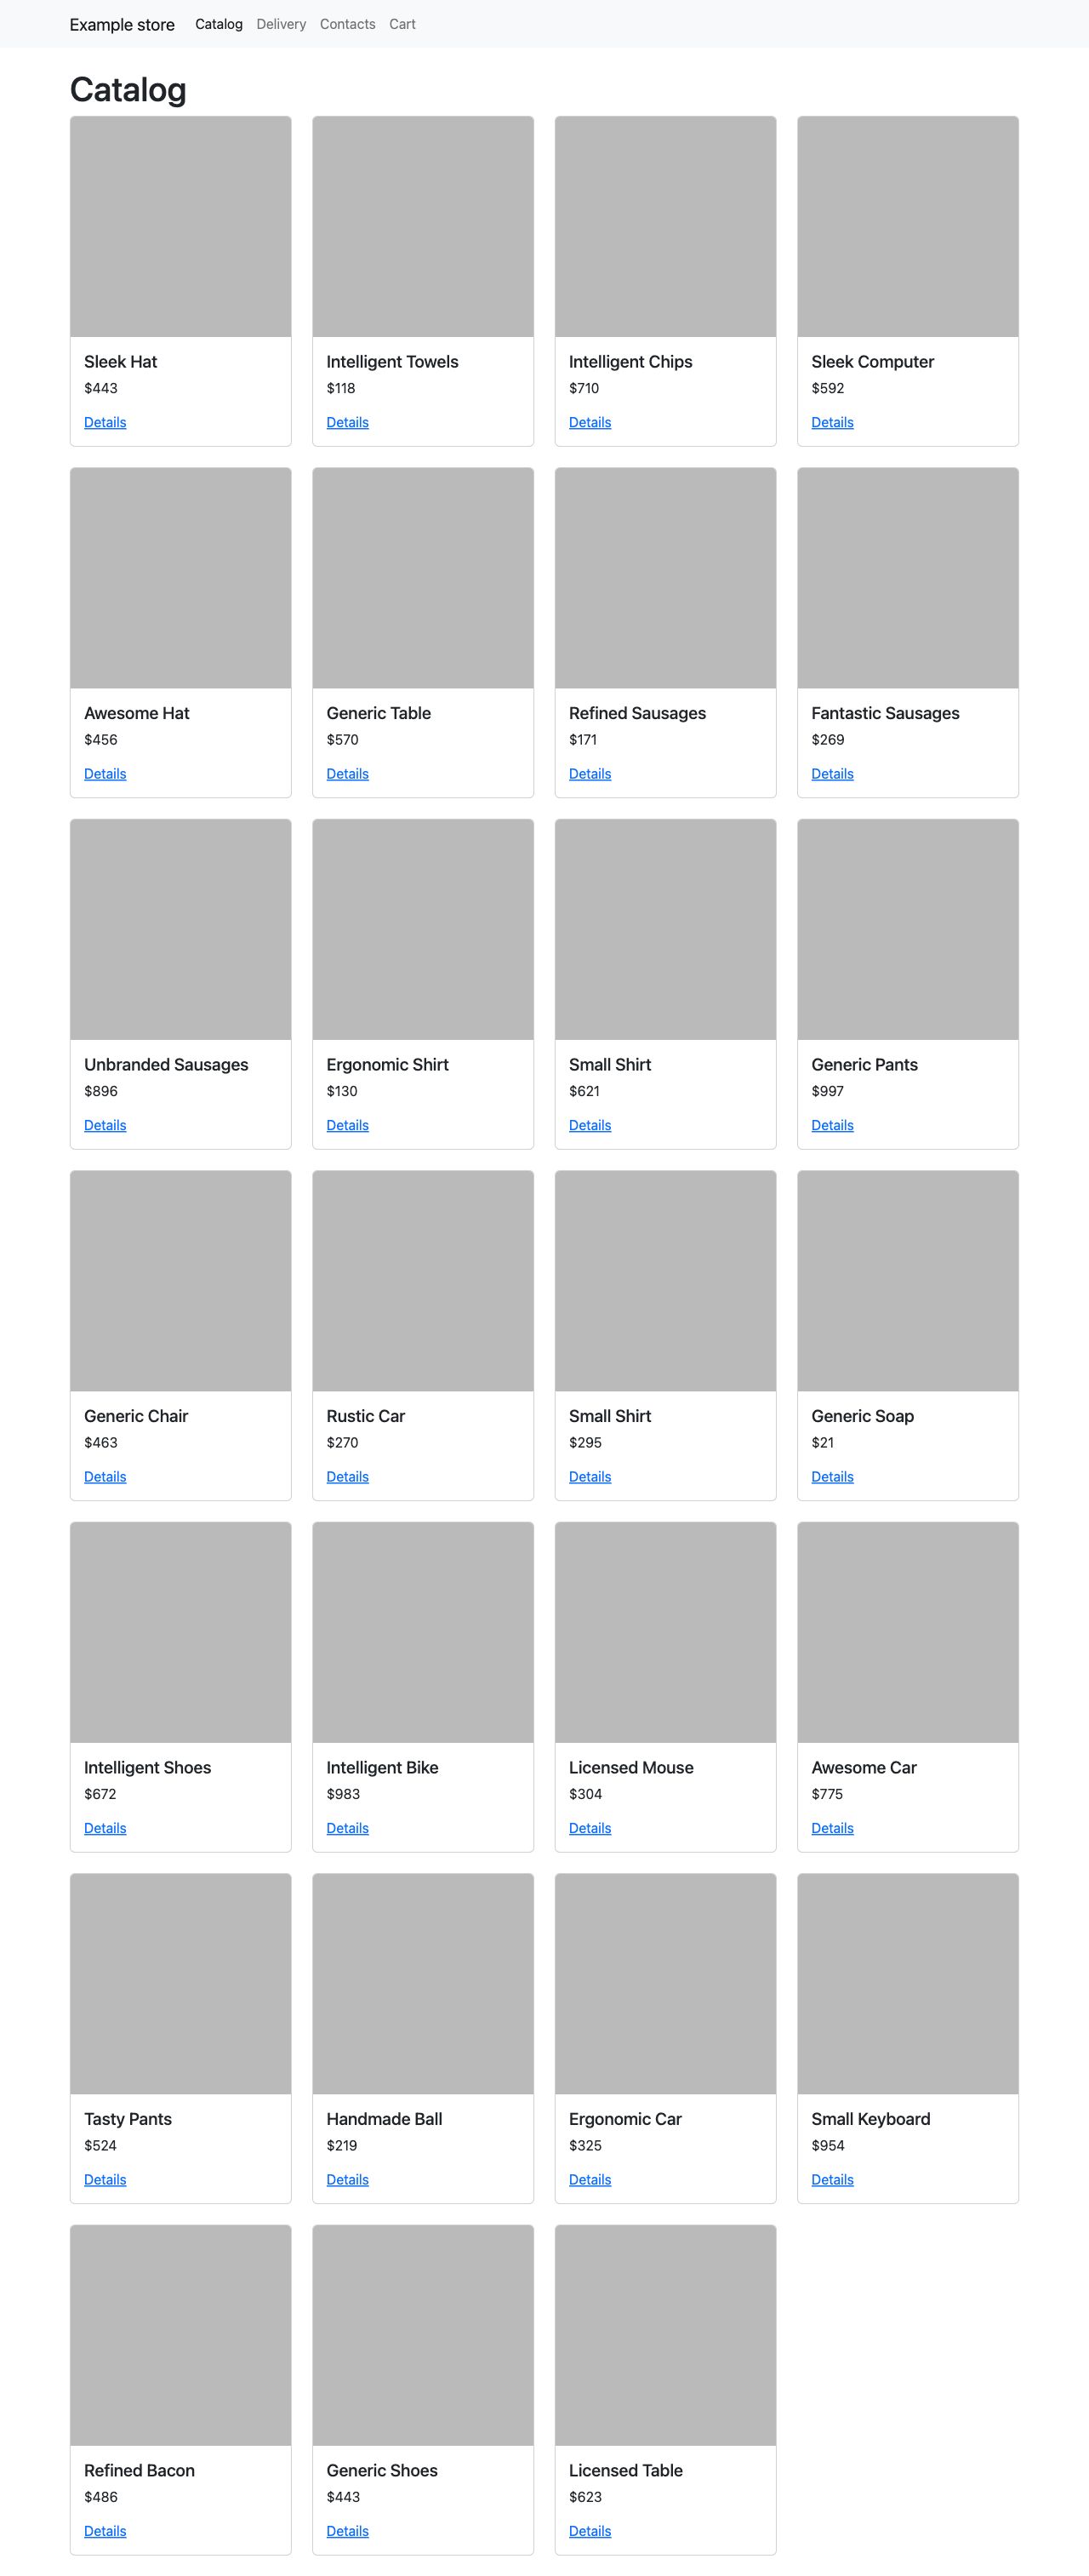 Example store Catalog Delivery Contacts Cart
Catalog
Sleek Hat
$443
Details
Intelligent Towels
$118
Details
Intelligent Chips
$710
Details
Sleek Computer
$592
Details
Awesome Hat
$456
Details
Generic Table
$570
Details
Refined Sausages
$171
Details
Fantastic Sausages
$269
Details
Unbranded Sausages
$896
Details
Ergonomic Shirt
$130
Details
Small Shirt
$621
Details
Generic Pants
$997
Details
Generic Chair
$463
Details
Rustic Car
$270
Details
Small Shirt
$295
Details
Generic Soap
$21
Details
Intelligent Shoes
$672
Details
Intelligent Bike
$983
Details
Licensed Mouse
$304
Details
Awesome Car
$775
Details
Tasty Pants
$524
Details
Handmade Ball
$219
Details
Ergonomic Car
$325
Details
Small Keyboard
$954
Details
Refined Bacon
$486
Details
Generic Shoes
$443
Details
Licensed Table
$623
Details